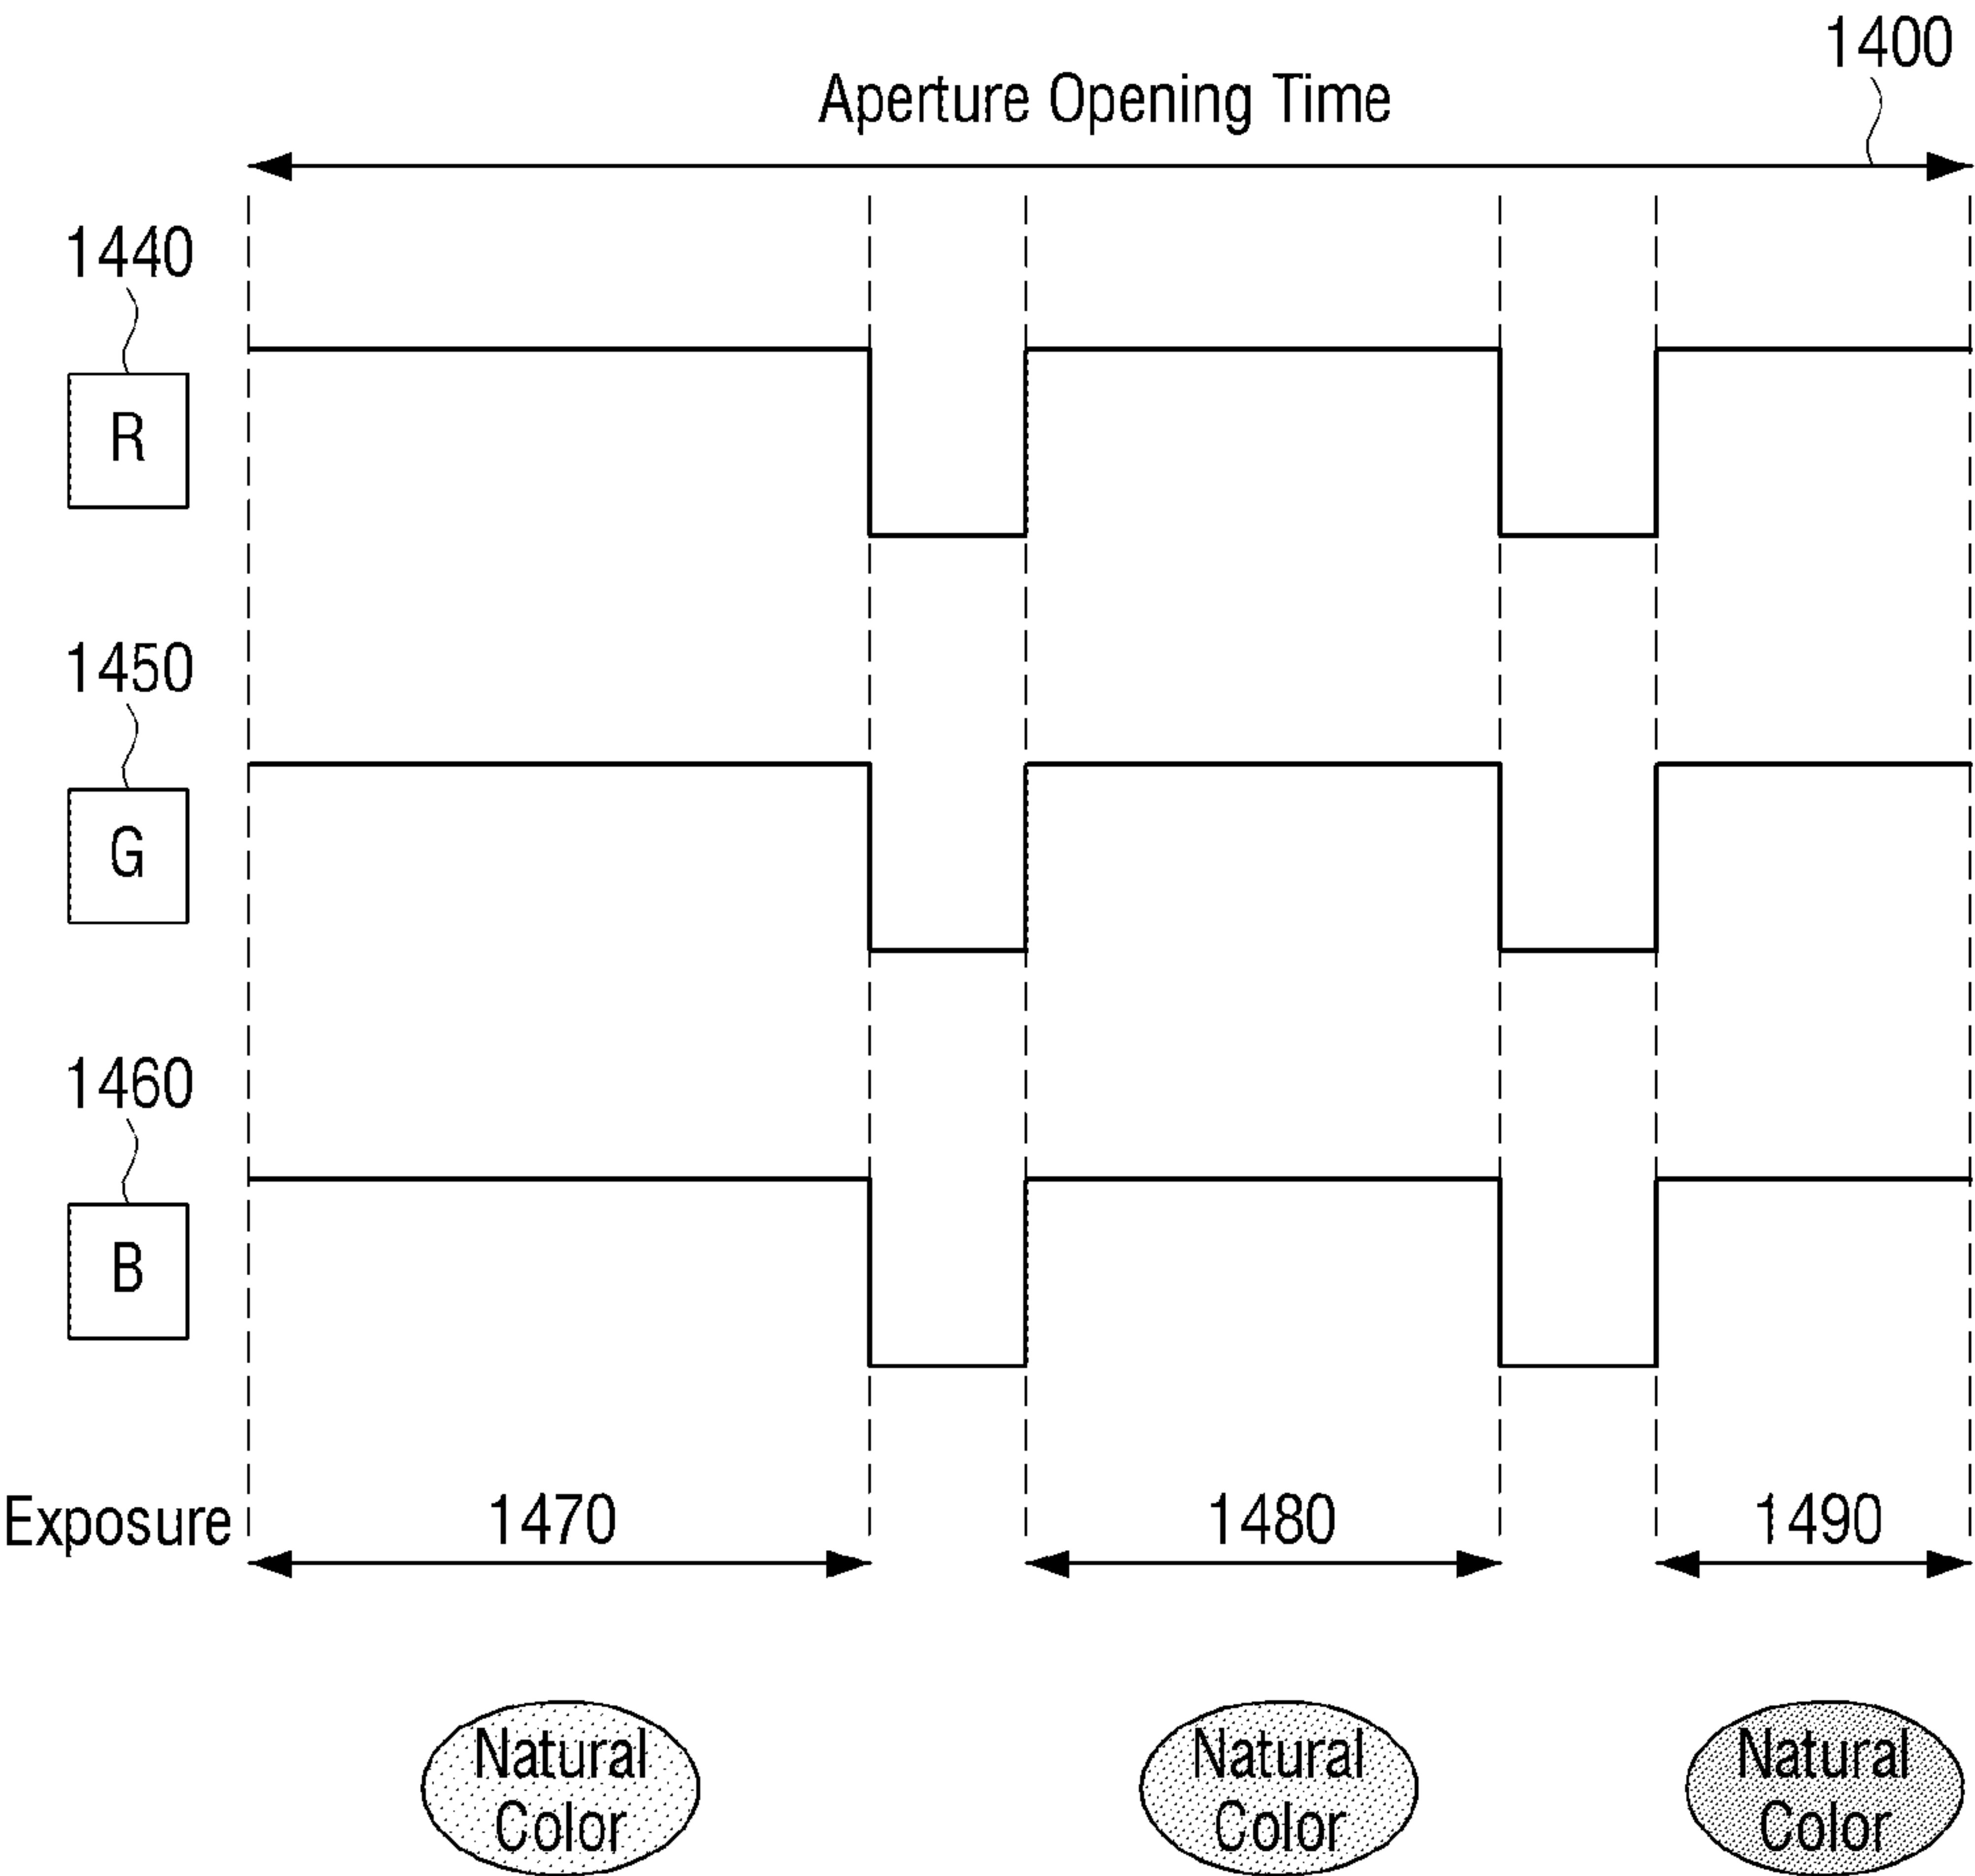 1400
Aperture Opening Time
1440
R
1450
G
1460
B
Exposure 1470 1480 1490
Natural Color
Natural Color
Natural Color